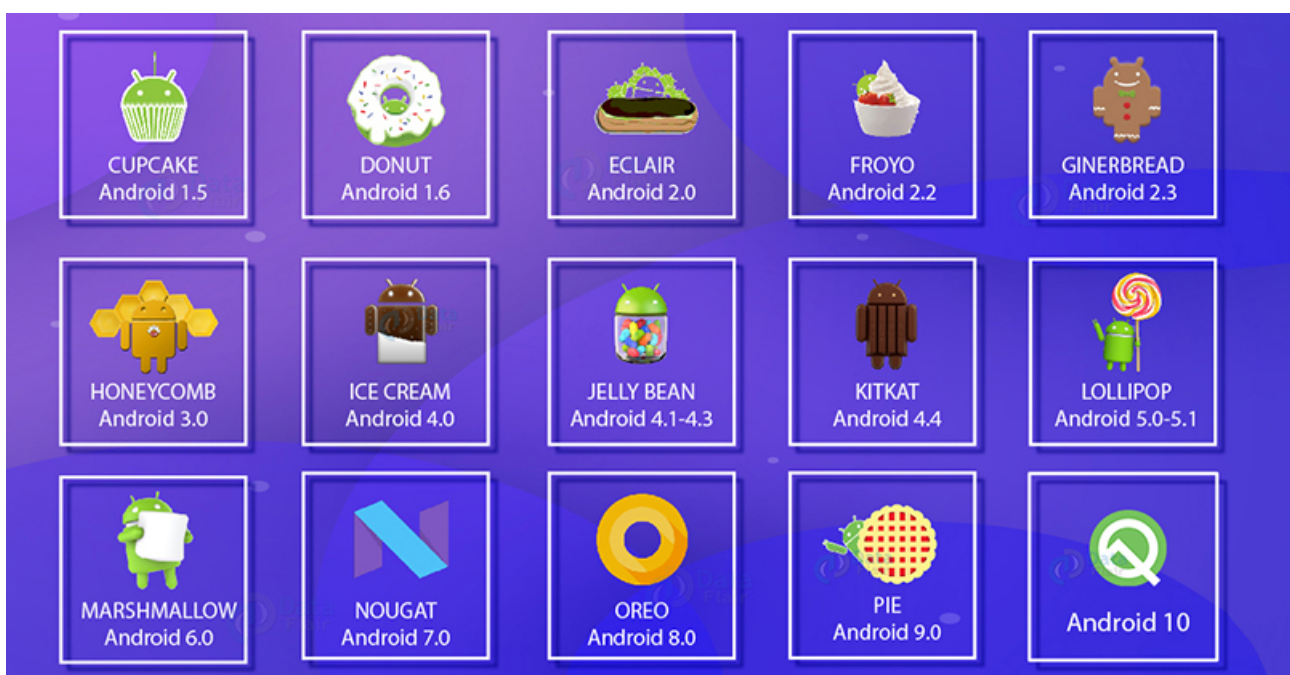 CUPCAKE
Android 1.5
DONUT
Android 1.6
ECLAIR
Android 2.0
FROYO
Android 2.2
GINERBREAD
Android 2.3
HONEYCOMB
Android 3.0
ICE CREAM
Android 4.0
JELLY BEAN
Android 4.1-4.3
KITKAT
Android 4.4
LOLLIPOP
Android 5.0-5.1
MARSHMALLOW
Android 6.0
NOUGAT
Android 7.0
OREO
Android 8.0
PIE
Android 9.0
Android 10